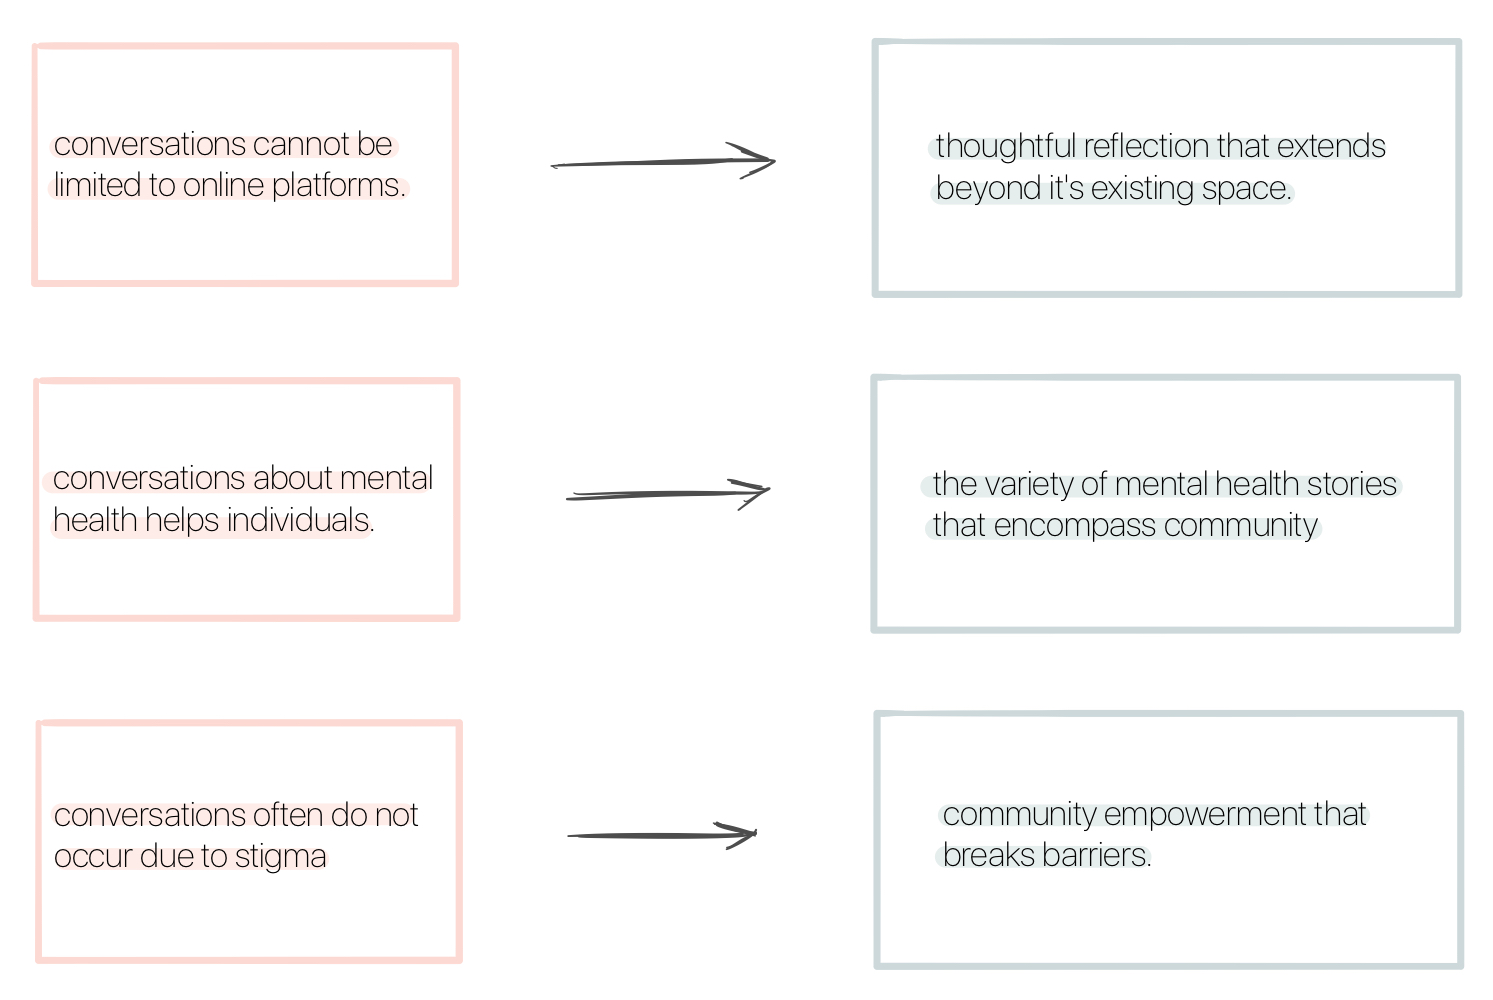 conversations cannot be
limited to online platforms.
thoughtful reflection that extends
beyond it's existing space.
conversations about mental
health helps individuals.
the variety of mental health stories
that encompass community
conversations often do not
occur due to stigma
community empowerment that
breaks barriers.